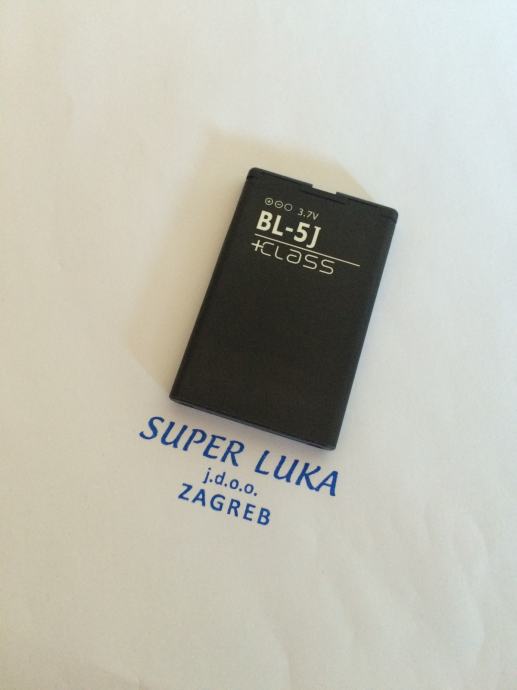 ⊕⊖○ 3.7V
BL-5J
+CLASS
SUPER LUKA
j.d.o.o.
ZAGREB